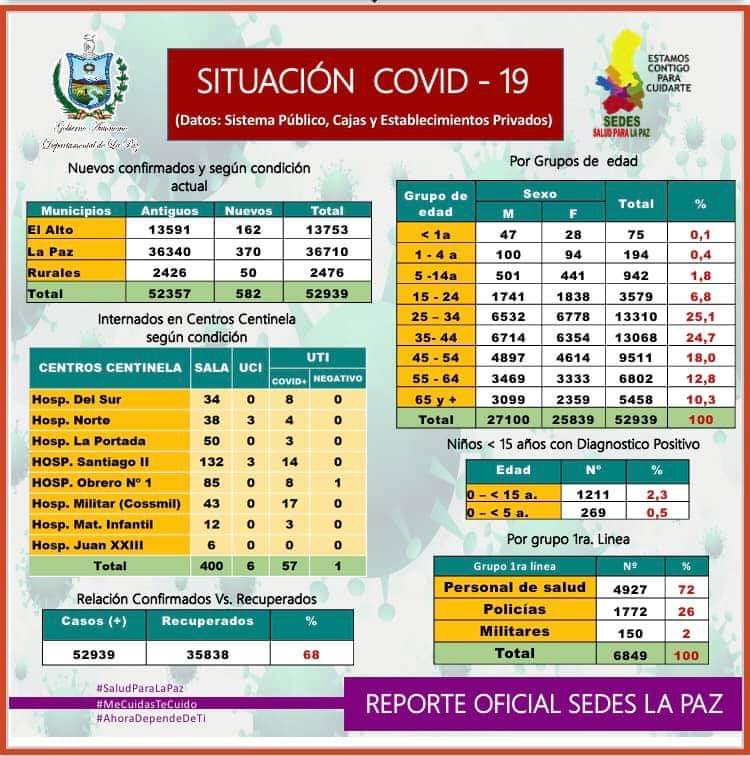 SITUACIÓN COVID - 19
(Datos: Sistema Público, Cajas y Establecimientos Privados)
Gobierno Autónomo
Departamental de La Paz
ESTAMOS
CONTIGO
PARA
CUIDARTE
SEDES
SALUD PARA LA PAZ
Nuevos confirmados y según condición
actual
Municipios Antiguos Nuevos Total
El Alto 13591 162 13753
La Paz 36340 370 36710
Rurales 2426 50 2476
Total 52357 582 52939
Internados en Centros Centinela
según condición
CENTROS CENTINELA SALA UCI UTI
COVID+ NEGATIVO
Hosp. Del Sur 34 0 8 0
Hosp. Norte 38 3 4 0
Hosp. La Portada 50 0 3 0
HOSP. Santiago II 132 3 14 0
HOSP. Obrero Nº 1 85 0 8 1
Hosp. Militar (Cossmil) 43 0 17 0
Hosp. Mat. Infantil 12 0 3 0
Hosp. Juan XXIII 6 0 0 0
Total 400 6 57 1
Relación Confirmados Vs. Recuperados
Casos (+) Recuperados %
52939 35838 68
Por Grupos de edad
Grupo de edad Sexo Total %
M F
< 1a 47 28 75 0,1
1 - 4 a 100 94 194 0,4
5 -14a 501 441 942 1,8
15 - 24 1741 1838 3579 6,8
25 – 34 6532 6778 13310 25,1
35- 44 6714 6354 13068 24,7
45 - 54 4897 4614 9511 18,0
55 - 64 3469 3333 6802 12,8
65 y + 3099 2359 5458 10,3
Total 27100 25839 52939 100
Niños < 15 años con Diagnostico Positivo
Edad Nº %
0 – < 15 a. 1211 2,3
0 – < 5 a. 269 0,5
Por grupo 1ra. Linea
Grupo 1ra línea Nº %
Personal de salud 4927 72
Policías 1772 26
Militares 150 2
Total 6849 100
#SaludParaLaPaz
#MeCuidasTeCuido
#AhoraDependeDeTi
REPORTE OFICIAL SEDES LA PAZ